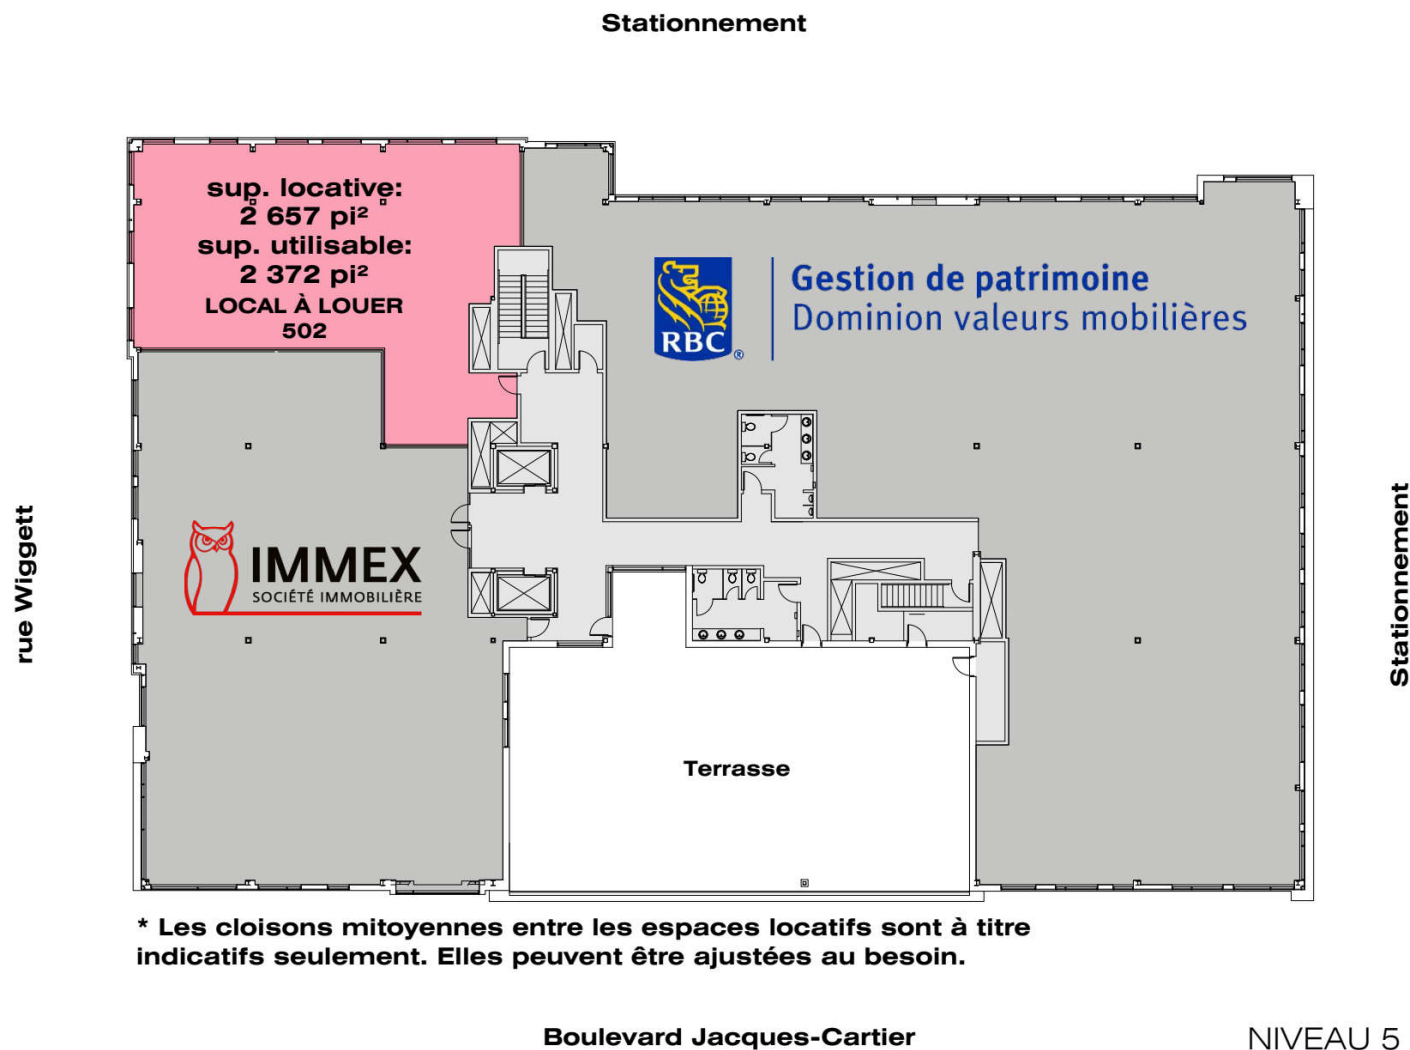 Stationnement
sup. locative:
2 657 pi²
sup. utilisable:
2 372 pi²
LOCAL À LOUER
502
RBC
®
Gestion de patrimoine
Dominion valeurs mobilières
IMMEX
SOCIÉTÉ IMMOBILIÈRE
rue Wiggett
Stationnement
Terrasse
* Les cloisons mitoyennes entre les espaces locatifs sont à titre
indicatifs seulement. Elles peuvent être ajustées au besoin.
Boulevard Jacques-Cartier
NIVEAU 5